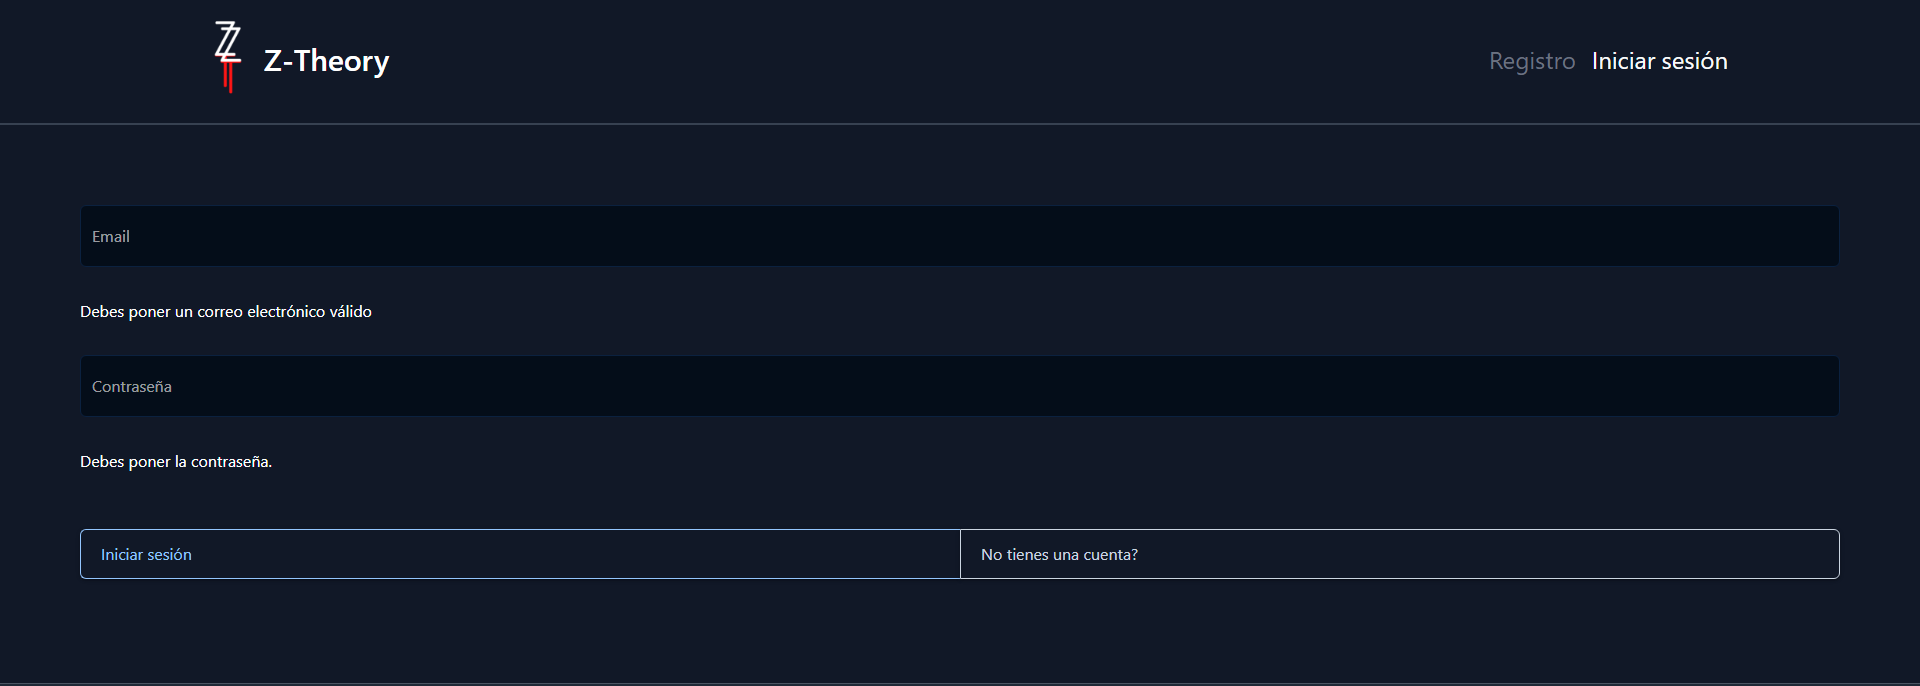 Z-Theory
Registro Iniciar sesión
Email
Debes poner un correo electrónico válido
Contraseña
Debes poner la contraseña.
Iniciar sesión
No tienes una cuenta?